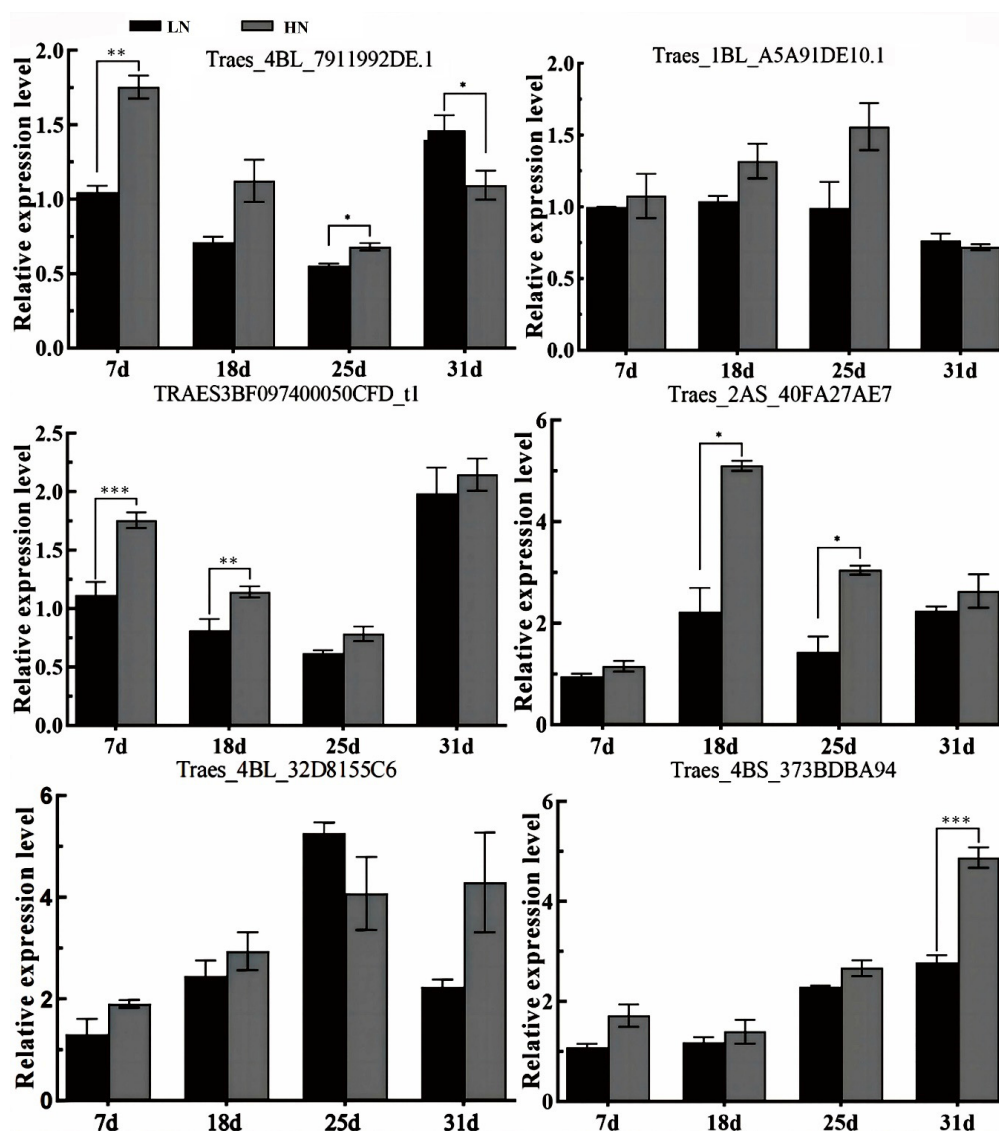 LN HN
Traes_4BL_7911992DE.1
Relative expression level
2.0
1.5
1.0
0.5
0.0
**
*
*
7d 18d 25d 31d
Traes_1BL_A5A91DE10.1
Relative expression level
2.0
1.5
1.0
0.5
0.0
7d 18d 25d 31d
TRAES3BF097400050CFD_t1
Relative expression level
2.5
2.0
1.5
1.0
0.5
0.0
***
**
7d 18d 25d 31d
Traes_2AS_40FA27AE7
Relative expression level
6
4
2
0
*
*
7d 18d 25d 31d
Traes_4BL_32D8155C6
Relative expression level
6
4
2
0
7d 18d 25d 31d
Traes_4BS_373BDBA94
Relative expression level
6
4
2
0
***
7d 18d 25d 31d